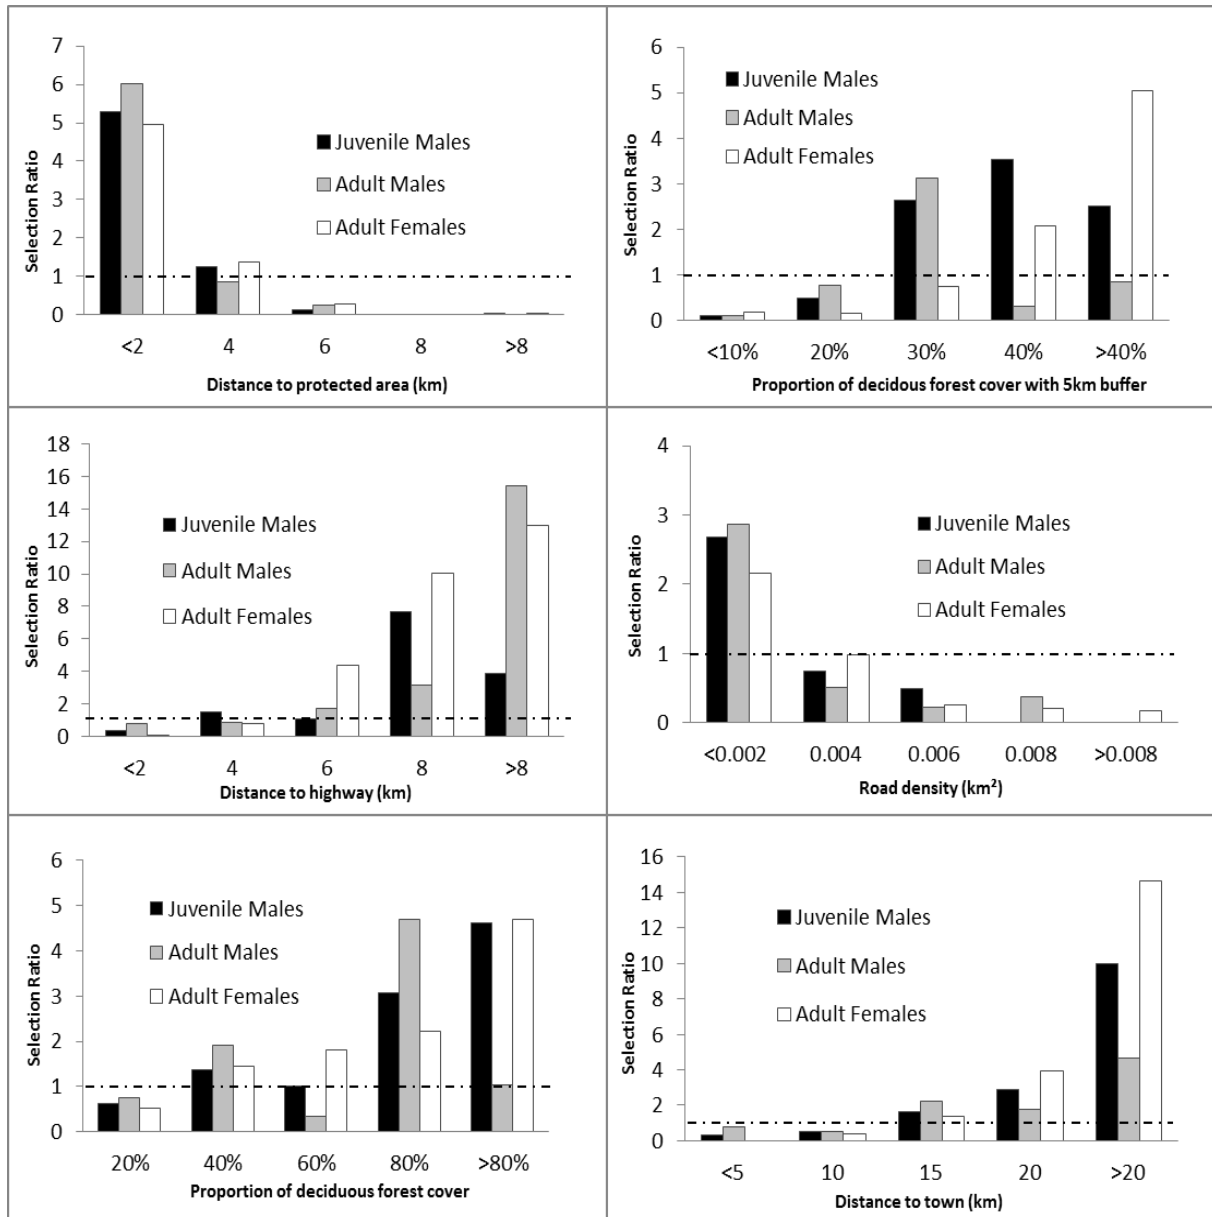 7
6
5
4
3
2
1
0
Selection Ratio
Juvenile Males
Adult Males
Adult Females
<2 4 6 8 >8
Distance to protected area (km)
6
5
4
3
2
1
0
Selection Ratio
Juvenile Males
Adult Males
Adult Females
<10% 20% 30% 40% >40%
Proportion of decidous forest cover with 5km buffer
18
16
14
12
10
8
6
4
2
0
Selection Ratio
Juvenile Males
Adult Males
Adult Females
<2 4 6 8 >8
Distance to highway (km)
4
3
2
1
0
Selection Ratio
Juvenile Males
Adult Males
Adult Females
<0.002 0.004 0.006 0.008 >0.008
Road density (km²)
6
5
4
3
2
1
0
Selection Ratio
Juvenile Males
Adult Males
Adult Females
20% 40% 60% 80% >80%
Proportion of deciduous forest cover
16
14
12
10
8
6
4
2
0
Selection Ratio
Juvenile Males
Adult Males
Adult Females
<5 10 15 20 >20
Distance to town (km)